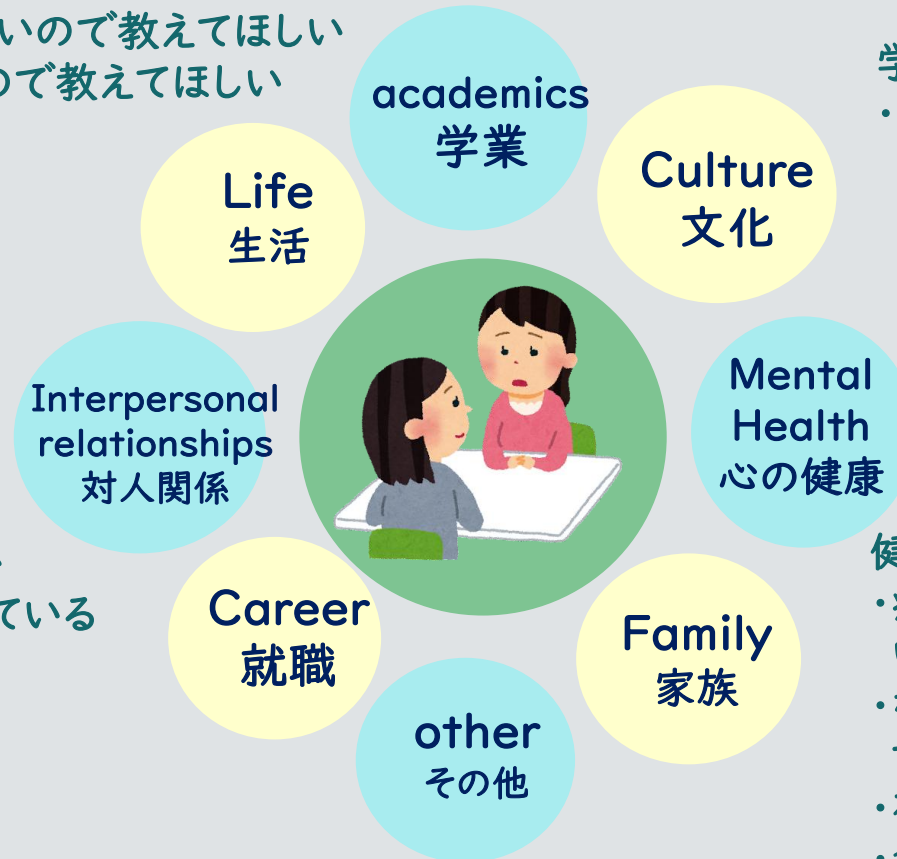 いので教えてほしい
ので教えてほしい
academics
学業
Life
生活
Culture
文化
Interpersonal
relationships
対人関係
Mental
Health
心の健康
ている
Career
就職
Family
家族
other
その他
学
健